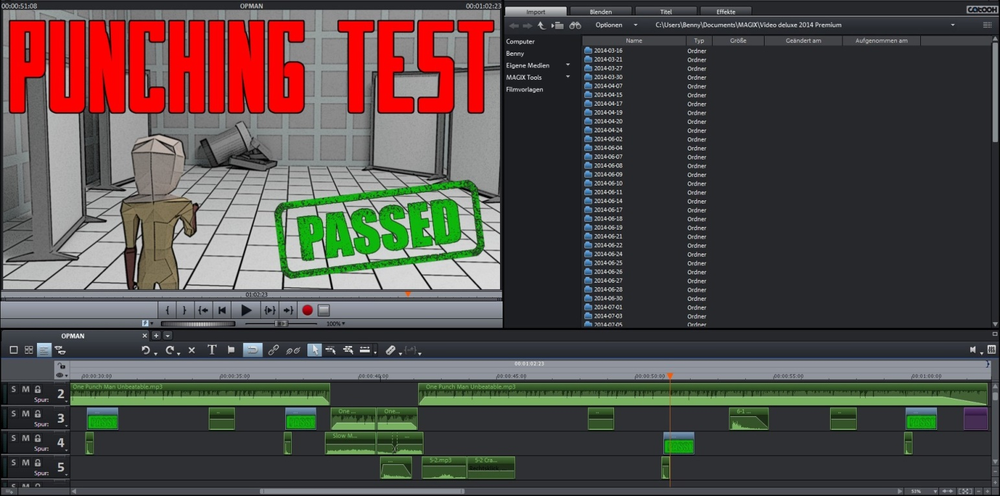 00:00:51:08 OPMAN 00:01:02:23
PUNCHING TEST
PASSED
01:02:23
100%
Import Blenden Titel Effekte
catooh
Optionen C:\Users\Benny\Documents\MAGIX\Video deluxe 2014 Premium
Computer
Benny
Eigene Medien
MAGIX Tools
Filmvorlagen
Name Typ Größe Geändert am Aufgenommen am
2014-03-16 Ordner
2014-03-21 Ordner
2014-03-27 Ordner
2014-03-30 Ordner
2014-04-07 Ordner
2014-04-15 Ordner
2014-04-17 Ordner
2014-04-19 Ordner
2014-04-20 Ordner
2014-04-24 Ordner
2014-06-02 Ordner
2014-06-04 Ordner
2014-06-07 Ordner
2014-06-08 Ordner
2014-06-09 Ordner
2014-06-10 Ordner
2014-06-11 Ordner
2014-06-14 Ordner
2014-06-17 Ordner
2014-06-18 Ordner
2014-06-19 Ordner
2014-06-21 Ordner
2014-06-22 Ordner
2014-06-24 Ordner
2014-06-25 Ordner
2014-06-26 Ordner
2014-06-27 Ordner
2014-06-28 Ordner
2014-06-30 Ordner
2014-07-01 Ordner
2014-07-03 Ordner
2014-07-05 Ordner
OPMAN
00:01:02:23
00:00:30:00 00:00:35:00 00:00:40:00 00:00:45:00 00:00:50:00 00:00:55:00 00:01:00:00
S M 2
Spur:
One Punch Man Unbeatable.mp3 One Punch Man Unbeatable.mp3
S M 3
Spur:
... .. ... One ... One... .. 6-1 ... .. ...
S M 4
Spur:
Slow M... ... ...
S M 5
Spur:
... 5-2.mp3 5-2 Cra...
Rechtsklick...
S M
53%